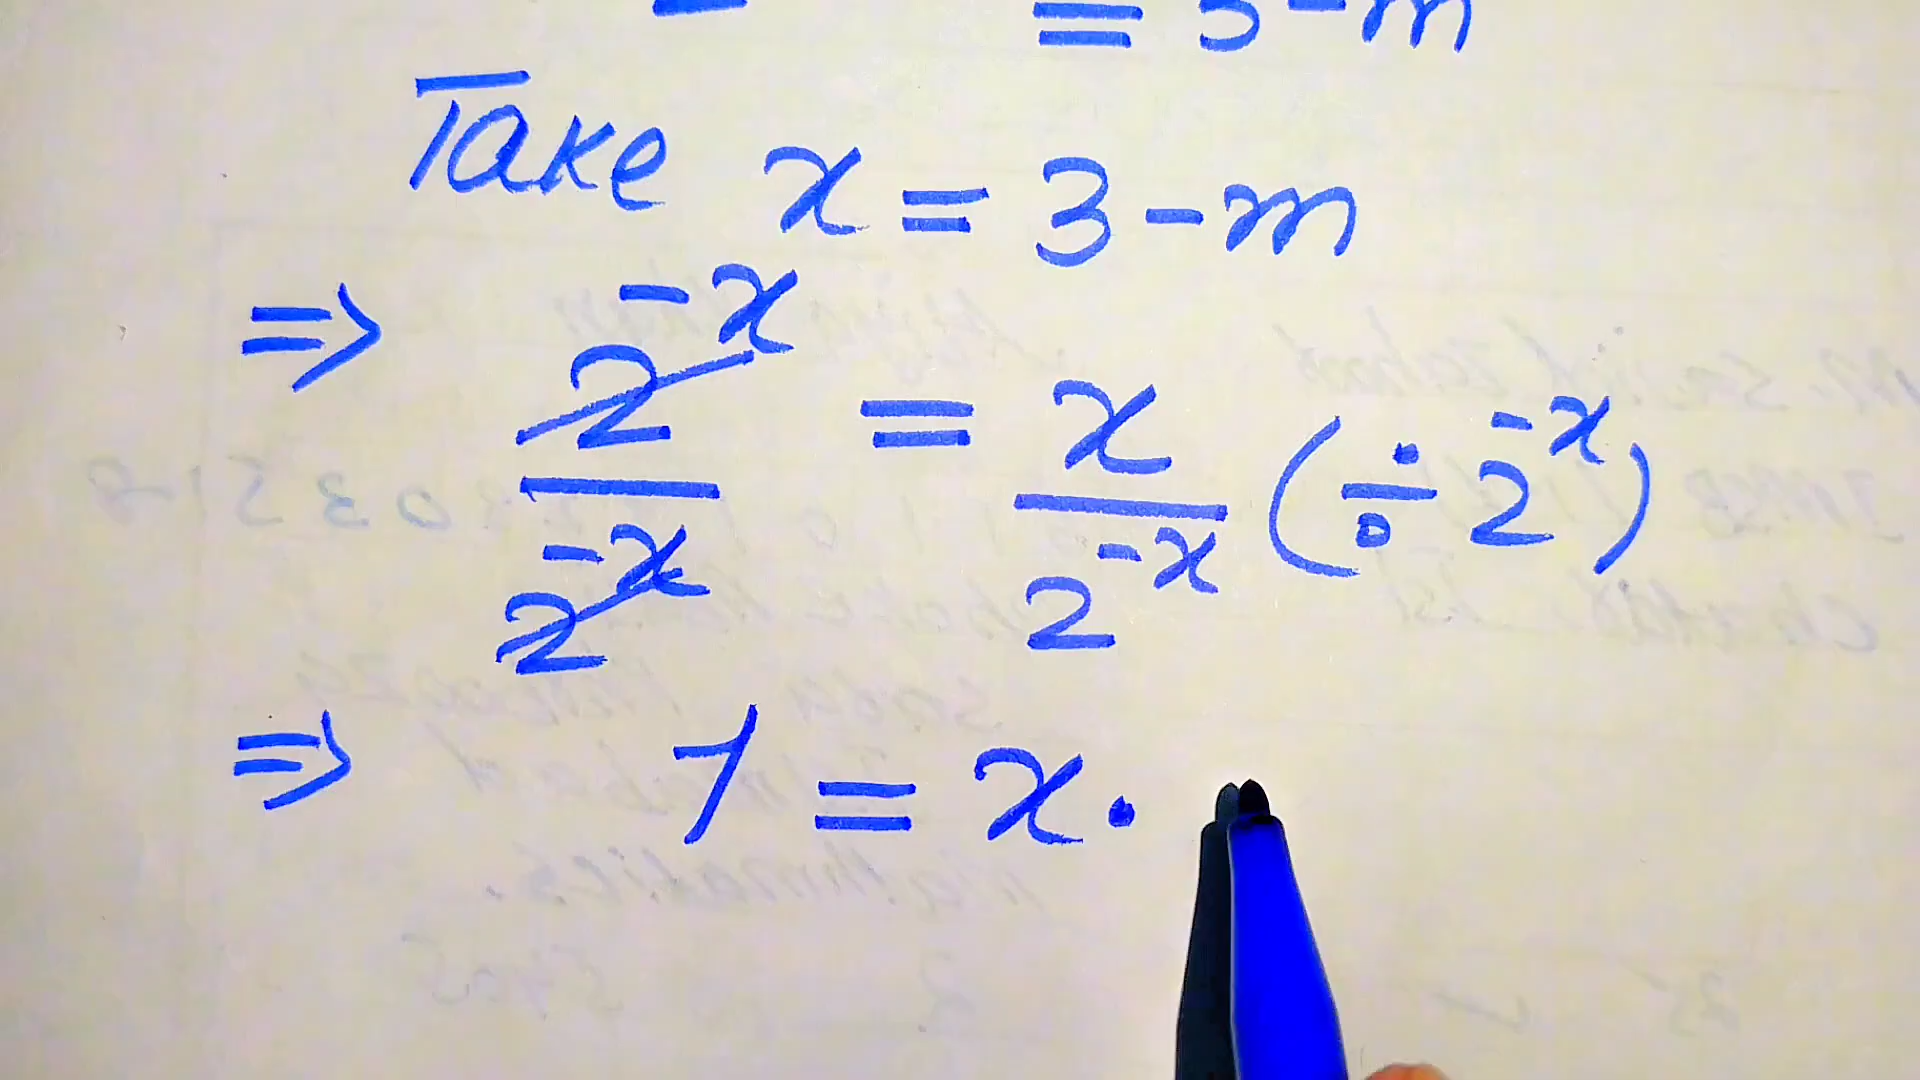 = 3-m
Take x = 3-m
⇒ 2^-x / 2^-x = x / 2^-x (÷ 2^-x)
⇒ 1 = x.